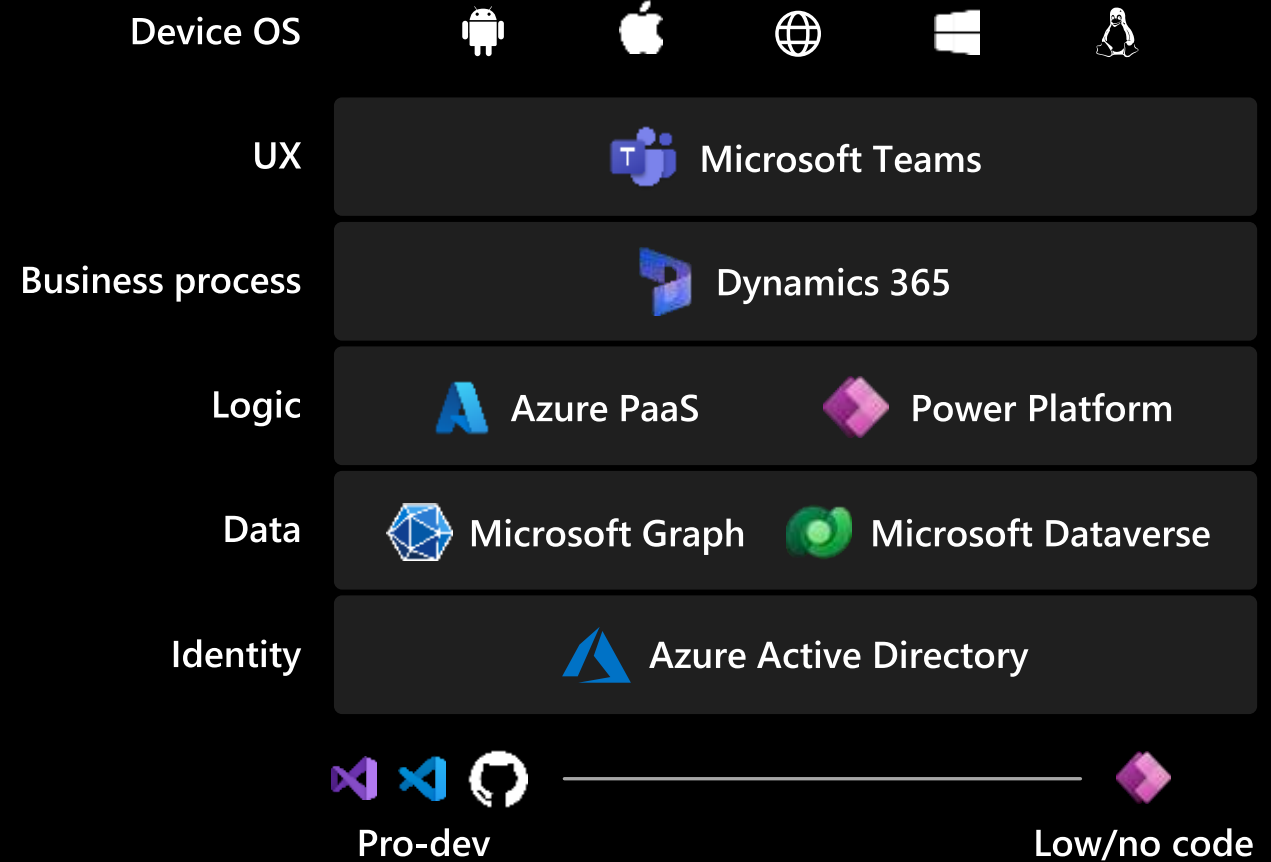 Device OS
UX
T
Microsoft Teams
Business process
Dynamics 365
Logic
Azure PaaS
Power Platform
Data
Microsoft Graph
Microsoft Dataverse
Identity
Azure Active Directory
Pro-dev
Low/no code